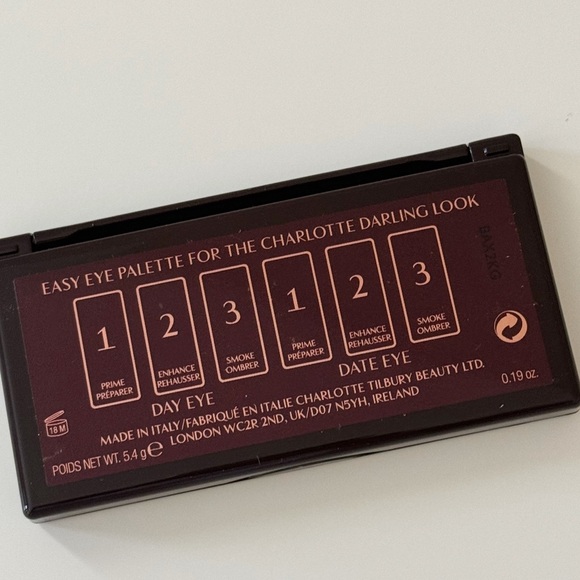 EASY EYE PALETTE FOR THE CHARLOTTE DARLING LOOK
1 2 3 1 2 3
PRIME ENHANCE SMOKE PRIME ENHANCE SMOKE
PRÉPARER REHAUSSER OMBRER PRÉPARER REHAUSSER OMBRER
DAY EYE DATE EYE
18 M
MADE IN ITALY/FABRIQUÉ EN ITALIE CHARLOTTE TILBURY BEAUTY LTD.
LONDON WC2R 2ND, UK/D07 N5YH, IRELAND
POIDS NET WT. 5.4 g℮ 0.19 oz.